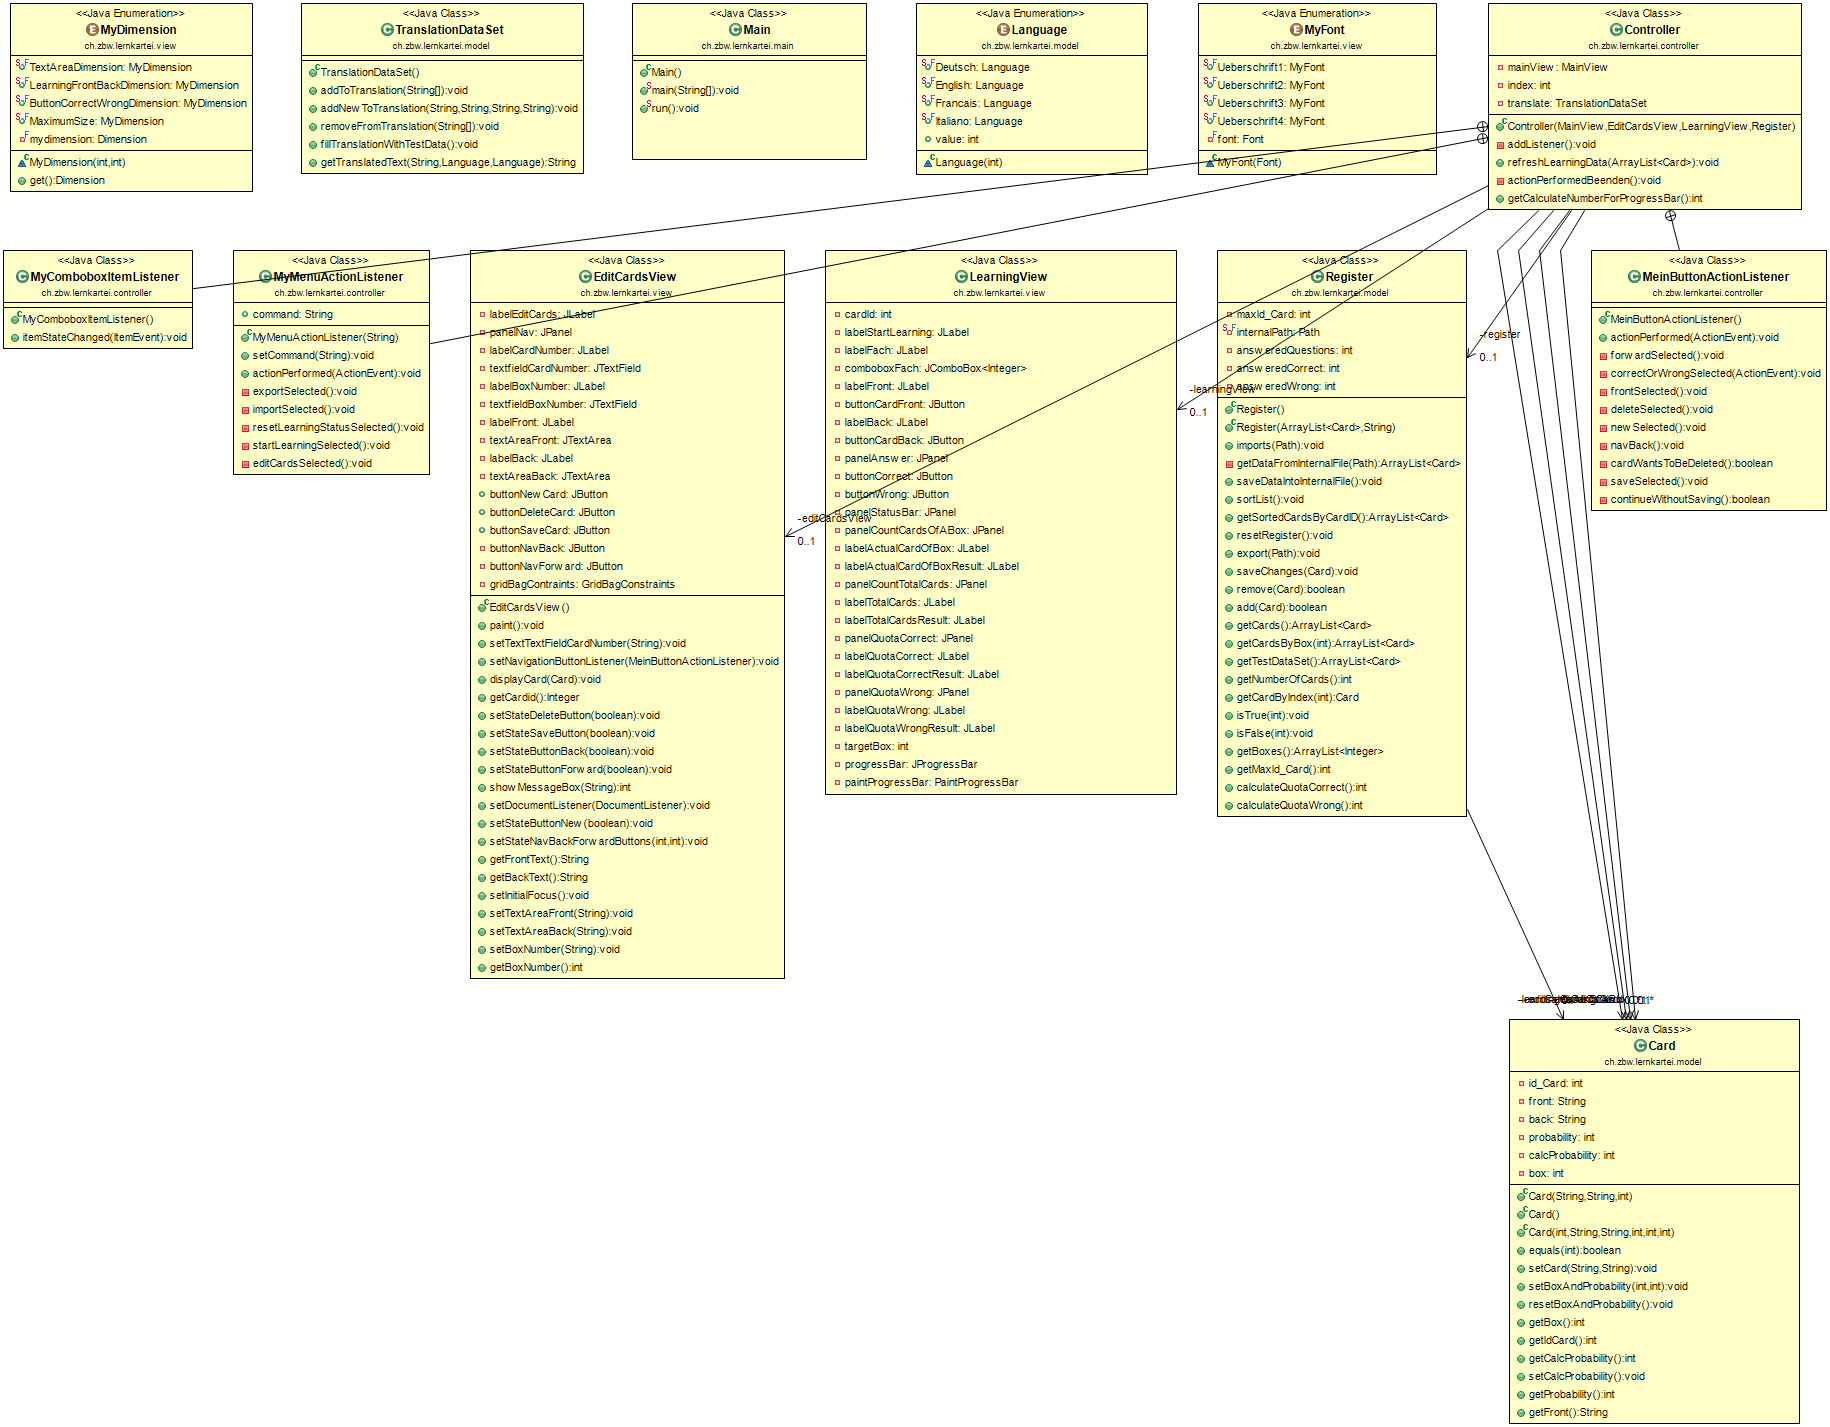 <<Java Enumeration>>
MyDimension
ch.zbw.lernkartei.view
TextAreaDimension: MyDimension
LearningFrontBackDimension: MyDimension
ButtonCorrectWrongDimension: MyDimension
MaximumSize: MyDimension
mydimension: Dimension
MyDimension(int,int)
get():Dimension
<<Java Class>>
TranslationDataSet
ch.zbw.lernkartei.model
TranslationDataSet()
addToTranslation(String[]):void
addNewToTranslation(String,String,String,String):void
removeFromTranslation(String[]):void
fillTranslationWithTestData():void
getTranslatedText(String,Language,Language):String
<<Java Class>>
Main
ch.zbw.lernkartei.main
Main()
main(String[]):void
run():void
<<Java Enumeration>>
Language
ch.zbw.lernkartei.model
Deutsch: Language
English: Language
Francais: Language
Italiano: Language
value: int
Language(int)
<<Java Enumeration>>
MyFont
ch.zbw.lernkartei.view
Ueberschrift1: MyFont
Ueberschrift2: MyFont
Ueberschrift3: MyFont
Ueberschrift4: MyFont
font: Font
MyFont(Font)
<<Java Class>>
Controller
ch.zbw.lernkartei.controller
mainView: MainView
index: int
translate: TranslationDataSet
Controller(MainView,EditCardsView,LearningView,Register)
addListener():void
refreshLearningData(ArrayList<Card>):void
actionPerformedBeenden():void
getCalculateNumberForProgressBar():int
<<Java Class>>
MyComboboxItemListener
ch.zbw.lernkartei.controller
MyComboboxItemListener()
itemStateChanged(ItemEvent):void
<<Java Class>>
MyMenuActionListener
ch.zbw.lernkartei.controller
command: String
MyMenuActionListener(String)
setCommand(String):void
actionPerformed(ActionEvent):void
exportSelected():void
importSelected():void
resetLearningStatusSelected():void
startLearningSelected():void
editCardsSelected():void
<<Java Class>>
EditCardsView
ch.zbw.lernkartei.view
labelEditCards: JLabel
panelNav: JPanel
labelCardNumber: JLabel
textfieldCardNumber: JTextField
labelBoxNumber: JLabel
textfieldBoxNumber: JTextField
labelFront: JLabel
textAreaFront: JTextArea
labelBack: JLabel
textAreaBack: JTextArea
buttonNewCard: JButton
buttonDeleteCard: JButton
buttonSaveCard: JButton
buttonNavBack: JButton
buttonNavForward: JButton
gridBagContraints: GridBagConstraints
EditCardsView()
paint():void
setTextTextFieldCardNumber(String):void
setNavigationButtonListener(MeinButtonActionListener):void
displayCard(Card):void
getCardid():Integer
setStateDeleteButton(boolean):void
setStateSaveButton(boolean):void
setStateButtonBack(boolean):void
setStateButtonForward(boolean):void
showMessageBox(String):int
setDocumentListener(DocumentListener):void
setStateButtonNew(boolean):void
setStateNavBackForwardButtons(int,int):void
getFrontText():String
getBackText():String
setInitialFocus():void
setTextAreaFront(String):void
setTextAreaBack(String):void
setBoxNumber(String):void
getBoxNumber():int
-editCardsView
0..1
<<Java Class>>
LearningView
ch.zbw.lernkartei.view
cardId: int
labelStartLearning: JLabel
labelFach: JLabel
comboboxFach: JComboBox<Integer>
labelFront: JLabel
buttonCardFront: JButton
labelBack: JLabel
buttonCardBack: JButton
panelAnswer: JPanel
buttonCorrect: JButton
buttonWrong: JButton
panelStatusBar: JPanel
panelCountCardsOfABox: JPanel
labelActualCardOfBox: JLabel
labelActualCardOfBoxResult: JLabel
panelCountTotalCards: JPanel
labelTotalCards: JLabel
labelTotalCardsResult: JLabel
panelQuotaCorrect: JPanel
labelQuotaCorrect: JLabel
labelQuotaCorrectResult: JLabel
panelQuotaWrong: JPanel
labelQuotaWrong: JLabel
labelQuotaWrongResult: JLabel
targetBox: int
progressBar: JProgressBar
paintProgressBar: PaintProgressBar
-learningView
0..1
<<Java Class>>
Register
ch.zbw.lernkartei.model
maxId_Card: int
internalPath: Path
answeredQuestions: int
answeredCorrect: int
answeredWrong: int
Register()
Register(ArrayList<Card>,String)
imports(Path):void
getDataFromInternalFile(Path):ArrayList<Card>
saveDataIntoInternalFile():void
sortList():void
getSortedCardsByCardID():ArrayList<Card>
resetRegister():void
export(Path):void
saveChanges(Card):void
remove(Card):boolean
add(Card):boolean
getCards():ArrayList<Card>
getCardsByBox(int):ArrayList<Card>
getTestDataSet():ArrayList<Card>
getNumberOfCards():int
getCardByIndex(int):Card
isTrue(int):void
isFalse(int):void
getBoxes():ArrayList<Integer>
getMaxId_Card():int
calculateQuotaCorrect():int
calculateQuotaWrong():int
-register
0..1
<<Java Class>>
MeinButtonActionListener
ch.zbw.lernkartei.controller
MeinButtonActionListener()
actionPerformed(ActionEvent):void
forwardSelected():void
correctOrWrongSelected(ActionEvent):void
frontSelected():void
deleteSelected():void
newSelected():void
navBack():void
cardWantsToBeDeleted():boolean
saveSelected():void
continueWithoutSaving():boolean
<<Java Class>>
Card
ch.zbw.lernkartei.model
id_Card: int
front: String
back: String
probability: int
calcProbability: int
box: int
Card(String,String,int)
Card()
Card(int,String,String,int,int,int)
equals(int):boolean
setCard(String,String):void
setBoxAndProbability(int,int):void
resetBoxAndProbability():void
getBox():int
getIdCard():int
getCalcProbability():int
setCalcProbability():void
getProbability():int
getFront():String